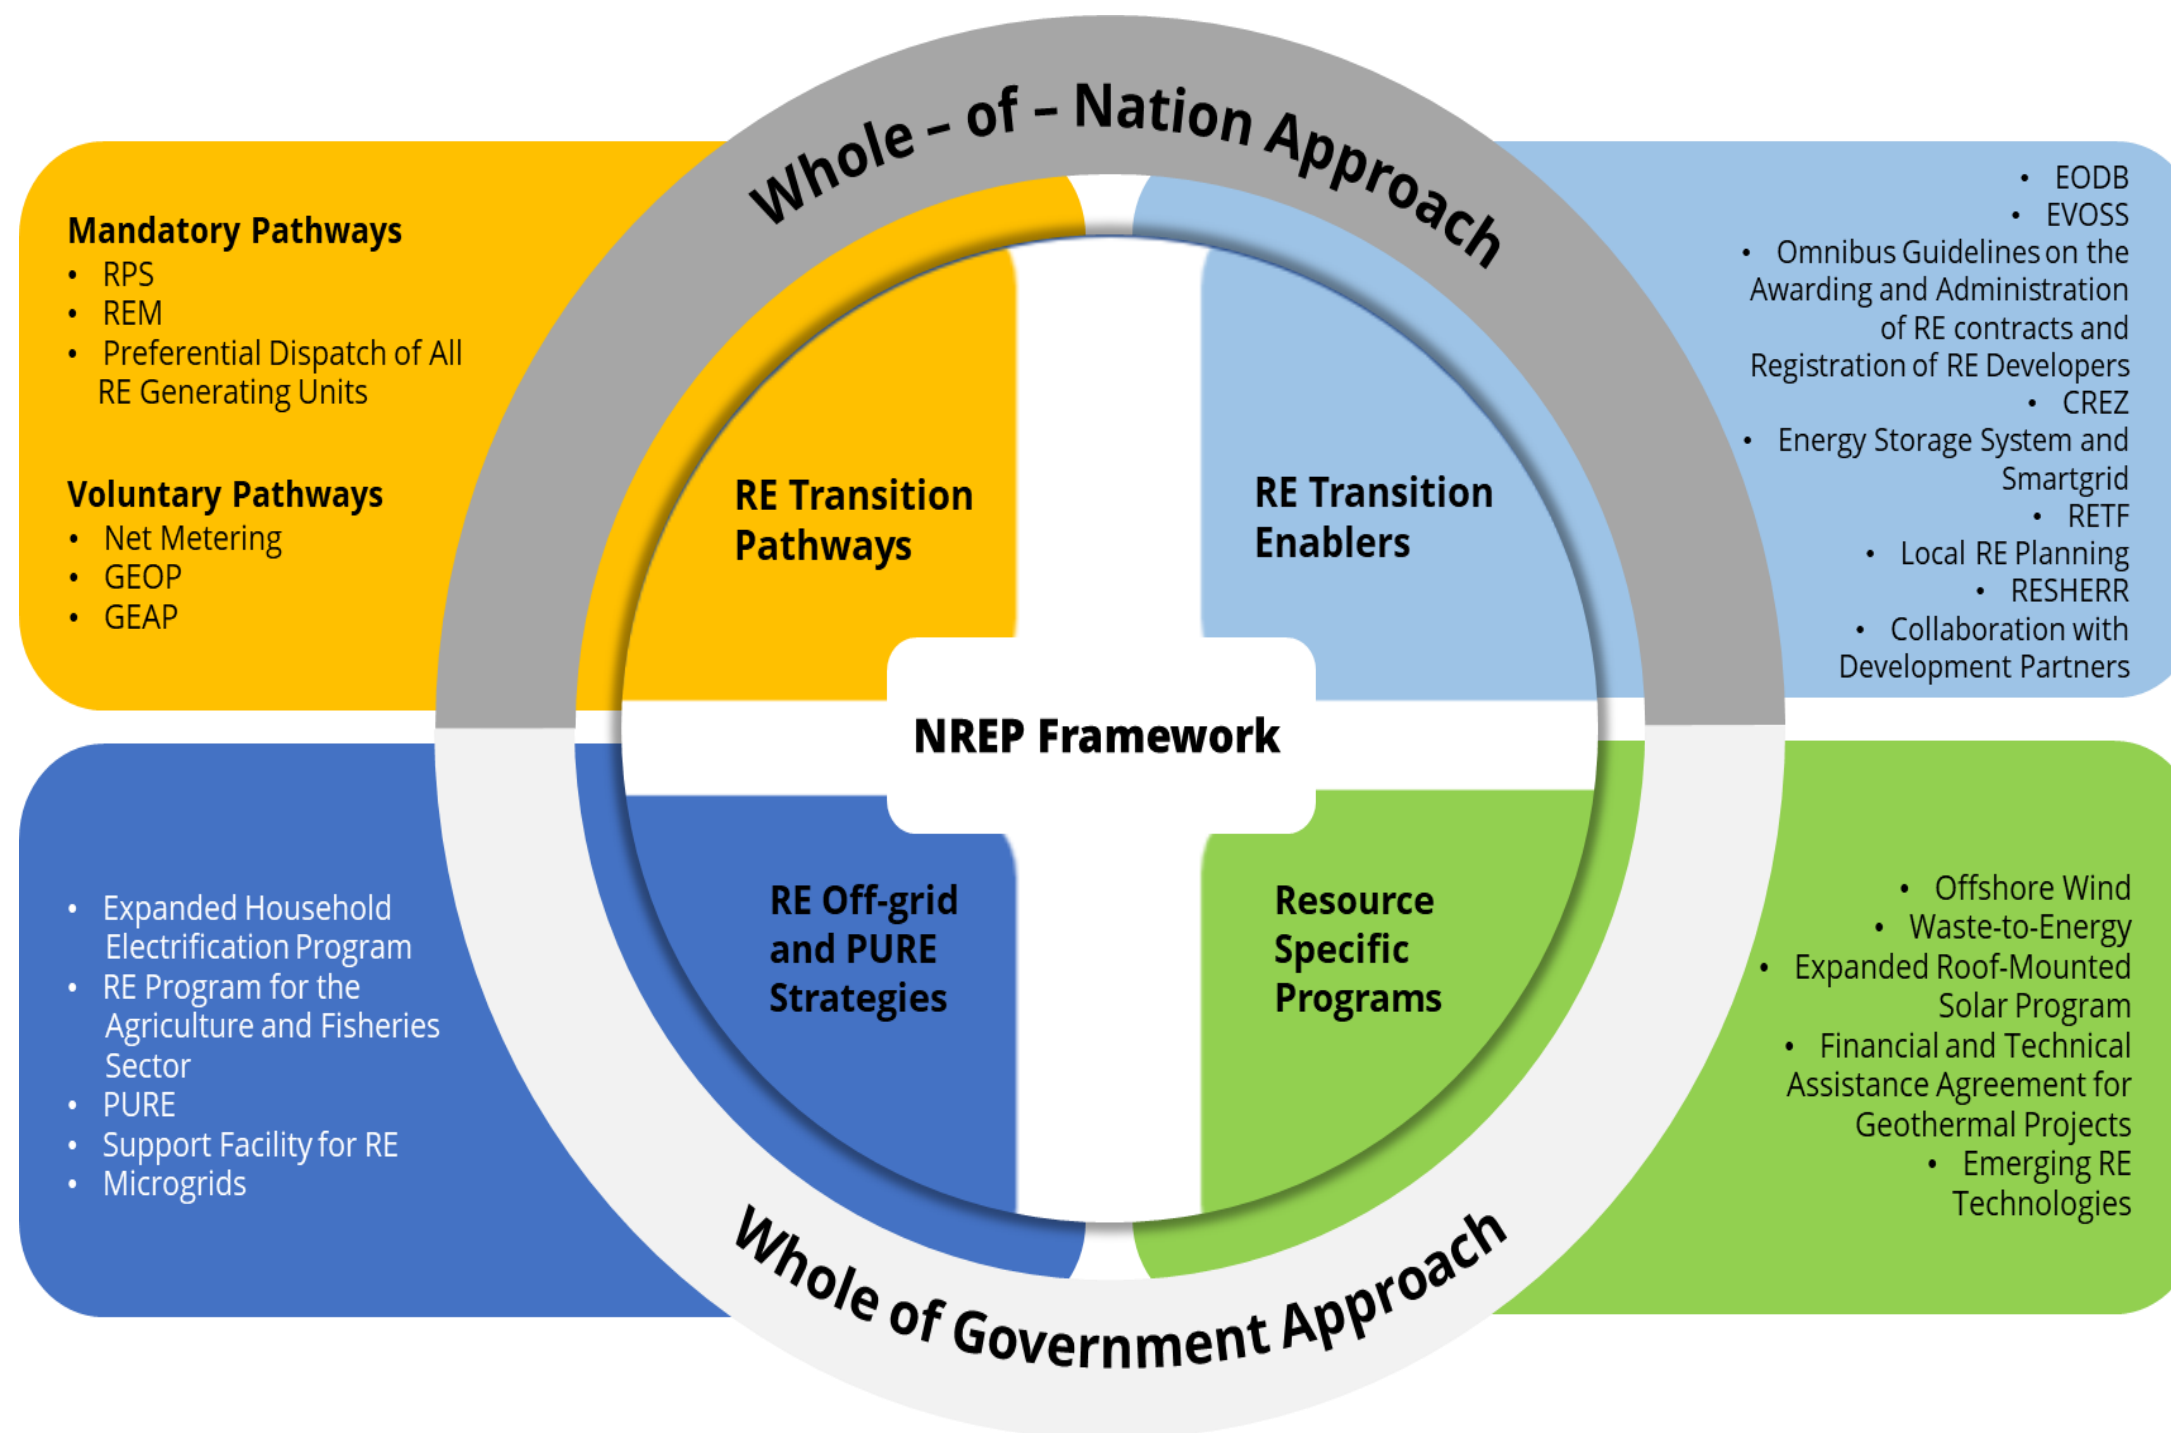 Whole – of – Nation Approach
Mandatory Pathways
• RPS
• REM
• Preferential Dispatch of All
RE Generating Units
Voluntary Pathways
• Net Metering
• GEOP
• GEAP
RE Transition
Pathways
RE Transition
Enablers
• EODB
• EVOSS
• Omnibus Guidelines on the
Awarding and Administration
of RE contracts and
Registration of RE Developers
• CREZ
• Energy Storage System and
Smartgrid
• RETF
• Local RE Planning
• RESHERR
• Collaboration with
Development Partners
NREP Framework
• Expanded Household
Electrification Program
• RE Program for the
Agriculture and Fisheries
Sector
• PURE
• Support Facility for RE
• Microgrids
RE Off-grid
and PURE
Strategies
Resource
Specific
Programs
• Offshore Wind
• Waste-to-Energy
• Expanded Roof-Mounted
Solar Program
• Financial and Technical
Assistance Agreement for
Geothermal Projects
• Emerging RE
Technologies
Whole of Government Approach